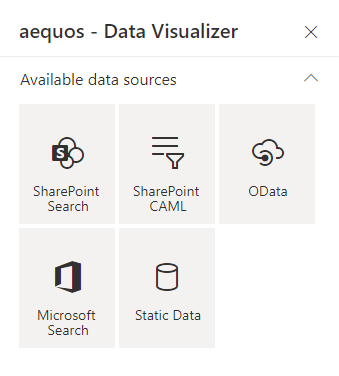 aequos - Data Visualizer
Available data sources
SharePoint
Search
SharePoint
CAML
OData
Microsoft
Search
Static Data